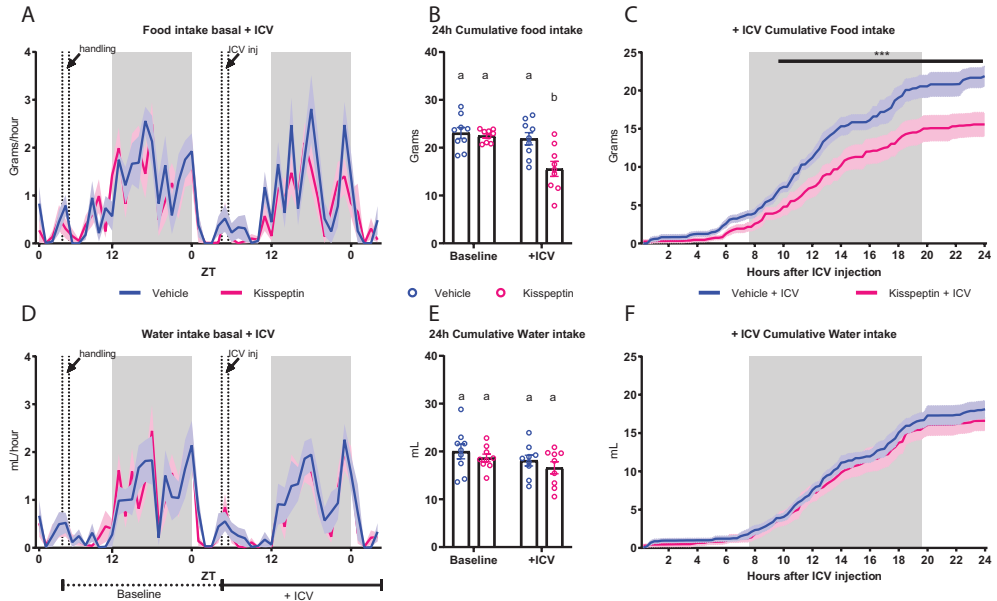 A
Food intake basal + ICV
handling
ICV inj
Grams/hour
4
3
2
1
0
0
12
0
12
0
ZT
B
24h Cumulative food intake
Grams
40
30
20
10
0
a
a
a
b
Baseline
+ICV
C
+ ICV Cumulative Food intake
***
Grams
25
20
15
10
5
0
2
4
6
8
10
12
14
16
18
20
22
24
Hours after ICV injection
Vehicle
Kisspeptin
Vehicle
Kisspeptin
Vehicle + ICV
Kisspeptin + ICV
D
Water intake basal + ICV
handling
ICV inj
mL/hour
4
3
2
1
0
0
12
0
12
0
ZT
Baseline
+ ICV
E
24h Cumulative Water intake
mL
40
30
20
10
0
a
a
a
a
Baseline
+ICV
F
+ ICV Cumulative Water intake
mL
25
20
15
10
5
0
2
4
6
8
10
12
14
16
18
20
22
24
Hours after ICV injection